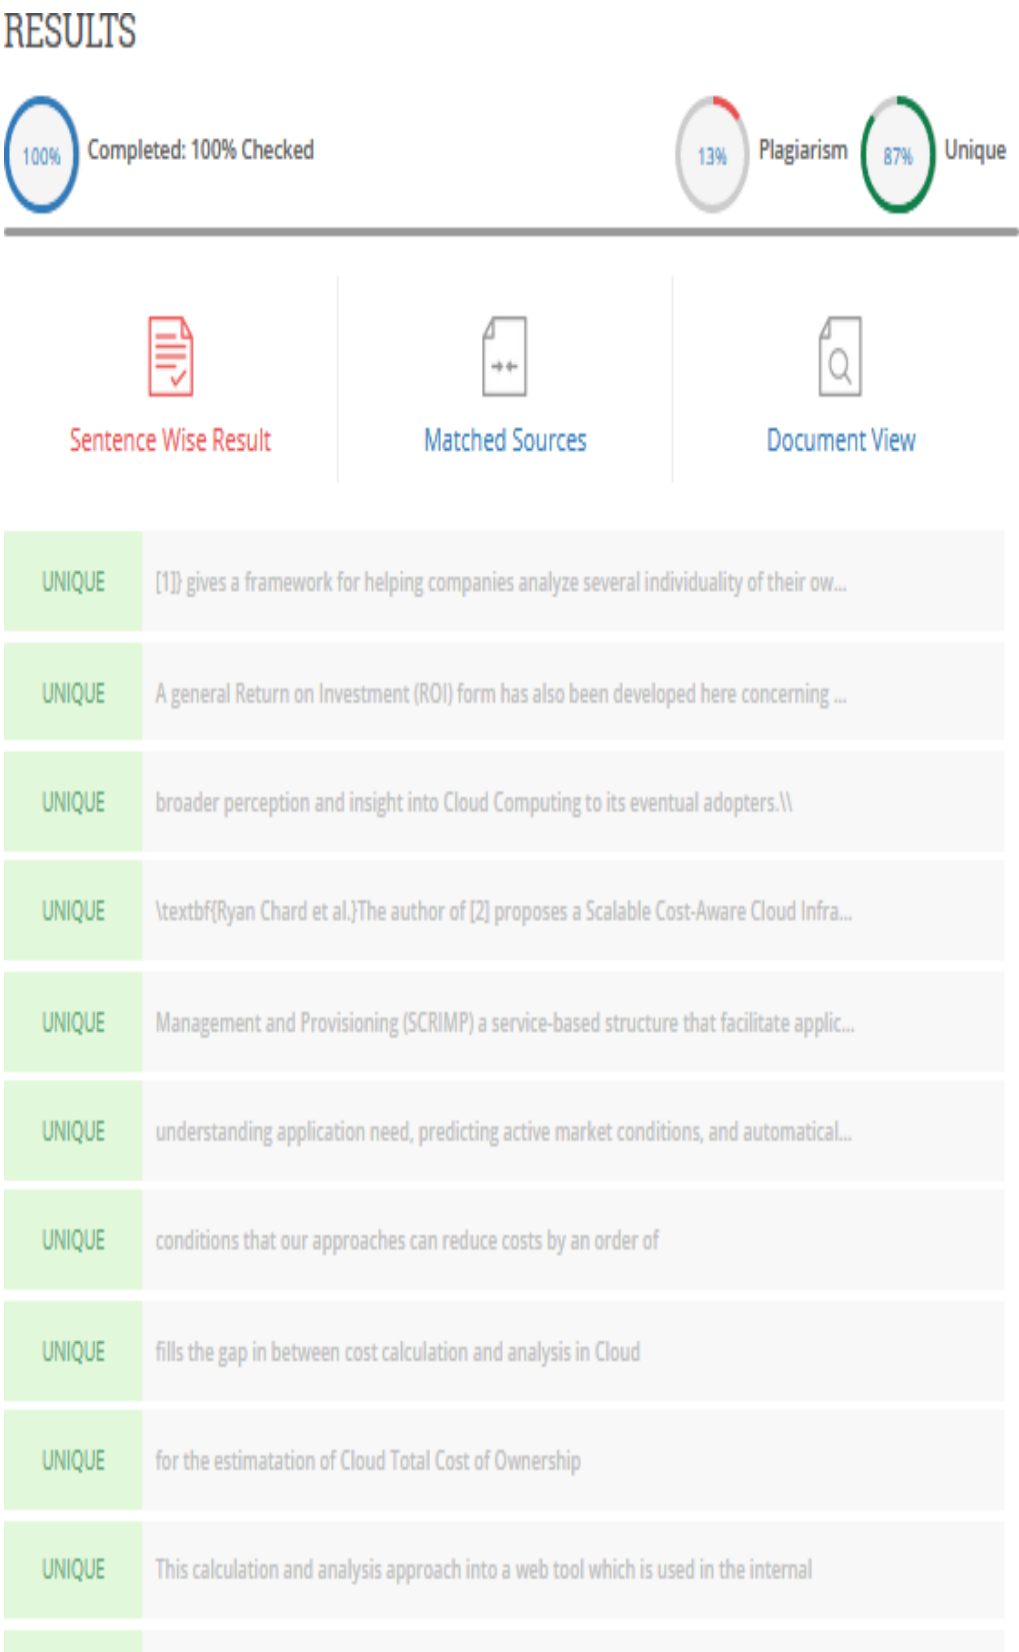 RESULTS
100% Completed: 100% Checked 13% Plagiarism 87% Unique
Sentence Wise Result Matched Sources Document View
UNIQUE [1]} gives a framework for helping companies analyze several individuality of their ow...
UNIQUE A general Return on Investment (ROI) form has also been developed here concerning ...
UNIQUE broader perception and insight into Cloud Computing to its eventual adopters.\\
UNIQUE \textbf{Ryan Chard et al.}The author of [2] proposes a Scalable Cost-Aware Cloud Infra...
UNIQUE Management and Provisioning (SCRIMP) a service-based structure that facilitate applic...
UNIQUE understanding application need, predicting active market conditions, and automatical...
UNIQUE conditions that our approaches can reduce costs by an order of
UNIQUE fills the gap in between cost calculation and analysis in Cloud
UNIQUE for the estimatation of Cloud Total Cost of Ownership
UNIQUE This calculation and analysis approach into a web tool which is used in the internal